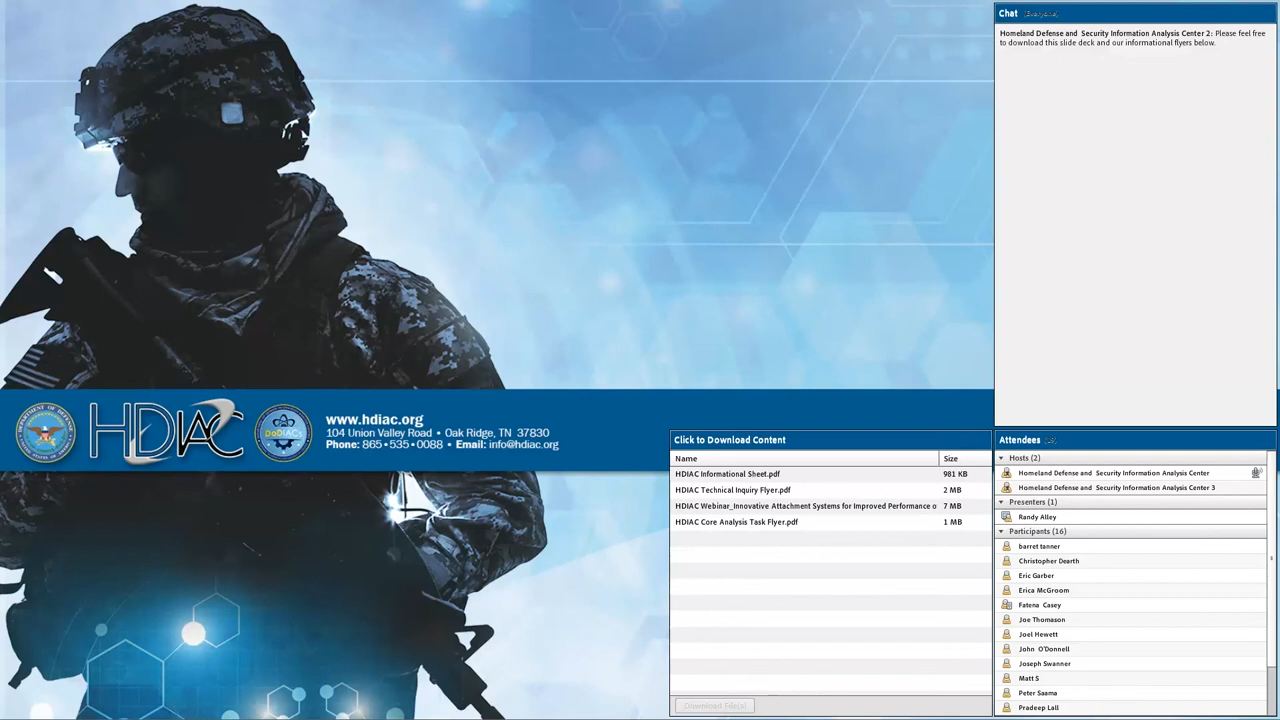 Chat (Everyone)
Homeland Defense and Security Information Analysis Center 2: Please feel free
to download this slide deck and our informational flyers below.
HDIAC
DoDIACs
www.hdiac.org
104 Union Valley Road • Oak Ridge, TN 37830
Phone: 865•535•0088 • Email: info@hdiac.org
Click to Download Content
Name Size
HDIAC Informational Sheet.pdf 981 KB
HDIAC Technical Inquiry Flyer.pdf 2 MB
HDIAC Webinar_Innovative Attachment Systems for Improved Performance o 7 MB
HDIAC Core Analysis Task Flyer.pdf 1 MB
Download File(s)
Attendees
Hosts (2)
Homeland Defense and Security Information Analysis Center
Homeland Defense and Security Information Analysis Center 3
Presenters (1)
Randy Alley
Participants (16)
barret tanner
Christopher Dearth
Eric Garber
Erica McGroom
Fatena Casey
Joe Thomason
Joel Hewett
John O'Donnell
Joseph Swanner
Matt S
Peter Saama
Pradeep Lall